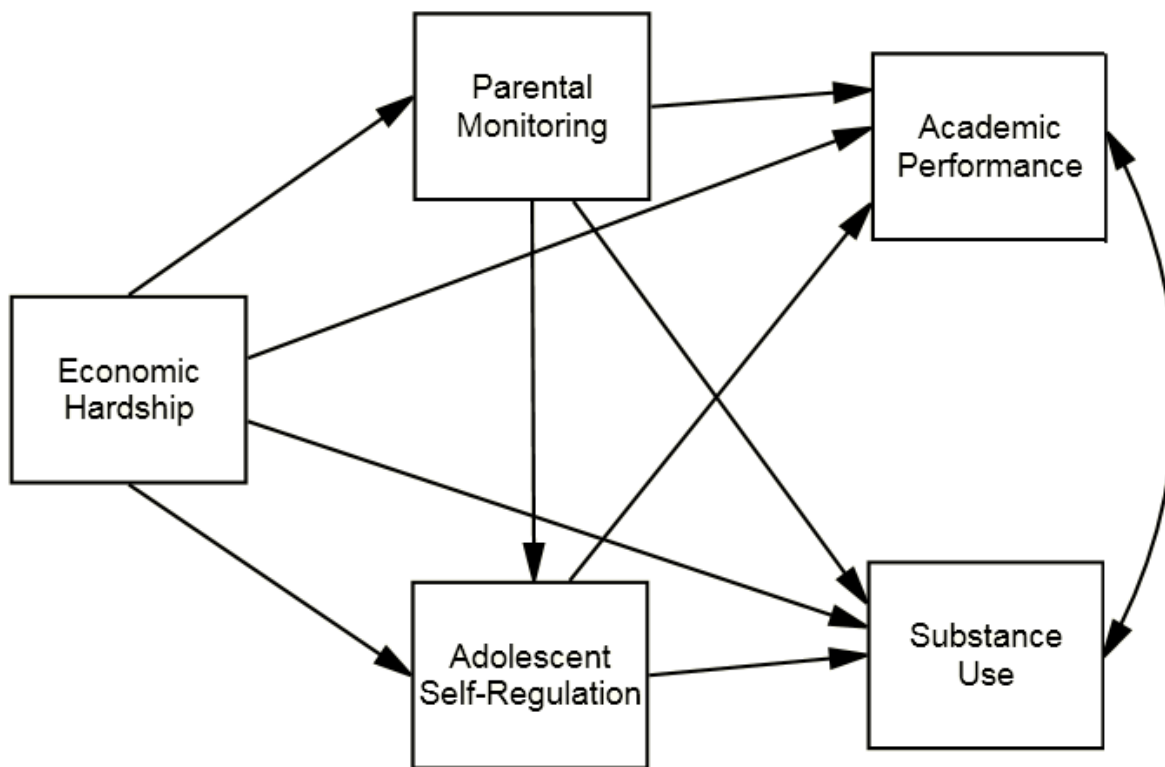 Parental
Monitoring
Academic
Performance
Economic
Hardship
Adolescent
Self-Regulation
Substance
Use